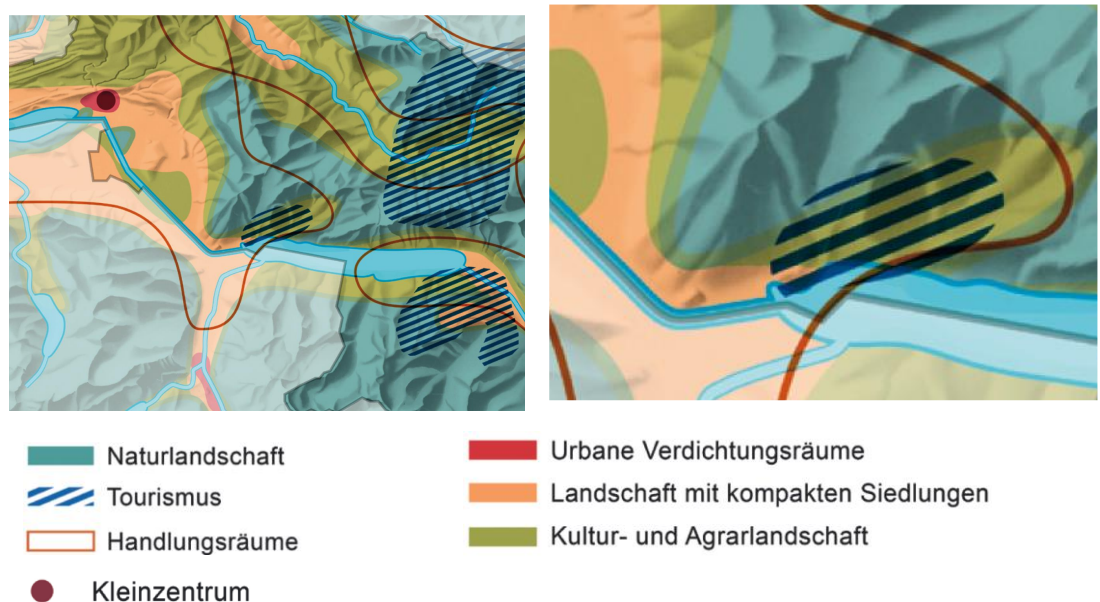 Naturlandschaft
Tourismus
Handlungsräume
Kleinzentrum
Urbane Verdichtungsräume
Landschaft mit kompakten Siedlungen
Kultur- und Agrarlandschaft